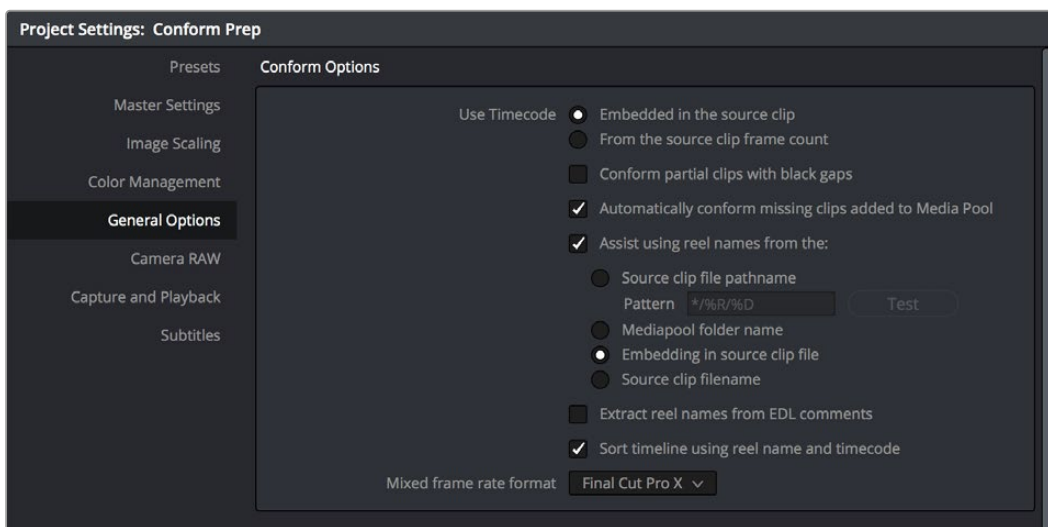 Project Settings: Conform Prep
Presets
Master Settings
Image Scaling
Color Management
General Options
Camera RAW
Capture and Playback
Subtitles
Conform Options
Use Timecode
Embedded in the source clip
From the source clip frame count
Conform partial clips with black gaps
Automatically conform missing clips added to Media Pool
Assist using reel names from the:
Source clip file pathname
Pattern */%R/%D Test
Mediapool folder name
Embedding in source clip file
Source clip filename
Extract reel names from EDL comments
Sort timeline using reel name and timecode
Mixed frame rate format Final Cut Pro X